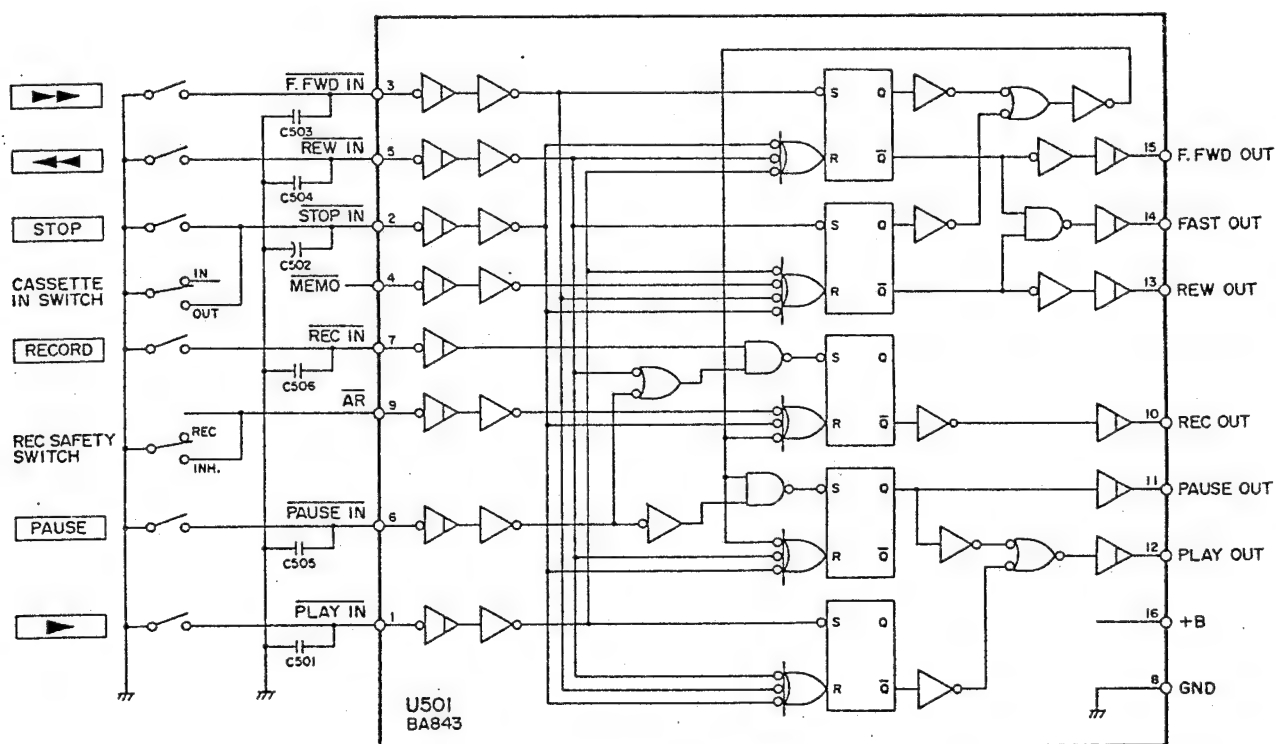 F. FWD IN
3
C503
REW IN
5
C504
STOP
STOP IN
2
C502
CASSETTE
IN SWITCH
IN
OUT
MEMO
4
RECORD
REC IN
7
C506
AR
9
REC SAFETY
SWITCH
REC
INH.
PAUSE
PAUSE IN
6
C505
PLAY IN
1
C501
U501
BA843
S Q
R Q̅
S Q
R Q̅
S Q
R Q̅
S Q
R Q̅
S Q
R Q̅
15
F. FWD OUT
14
FAST OUT
13
REW OUT
10
REC OUT
11
PAUSE OUT
12
PLAY OUT
16
+B
8
GND